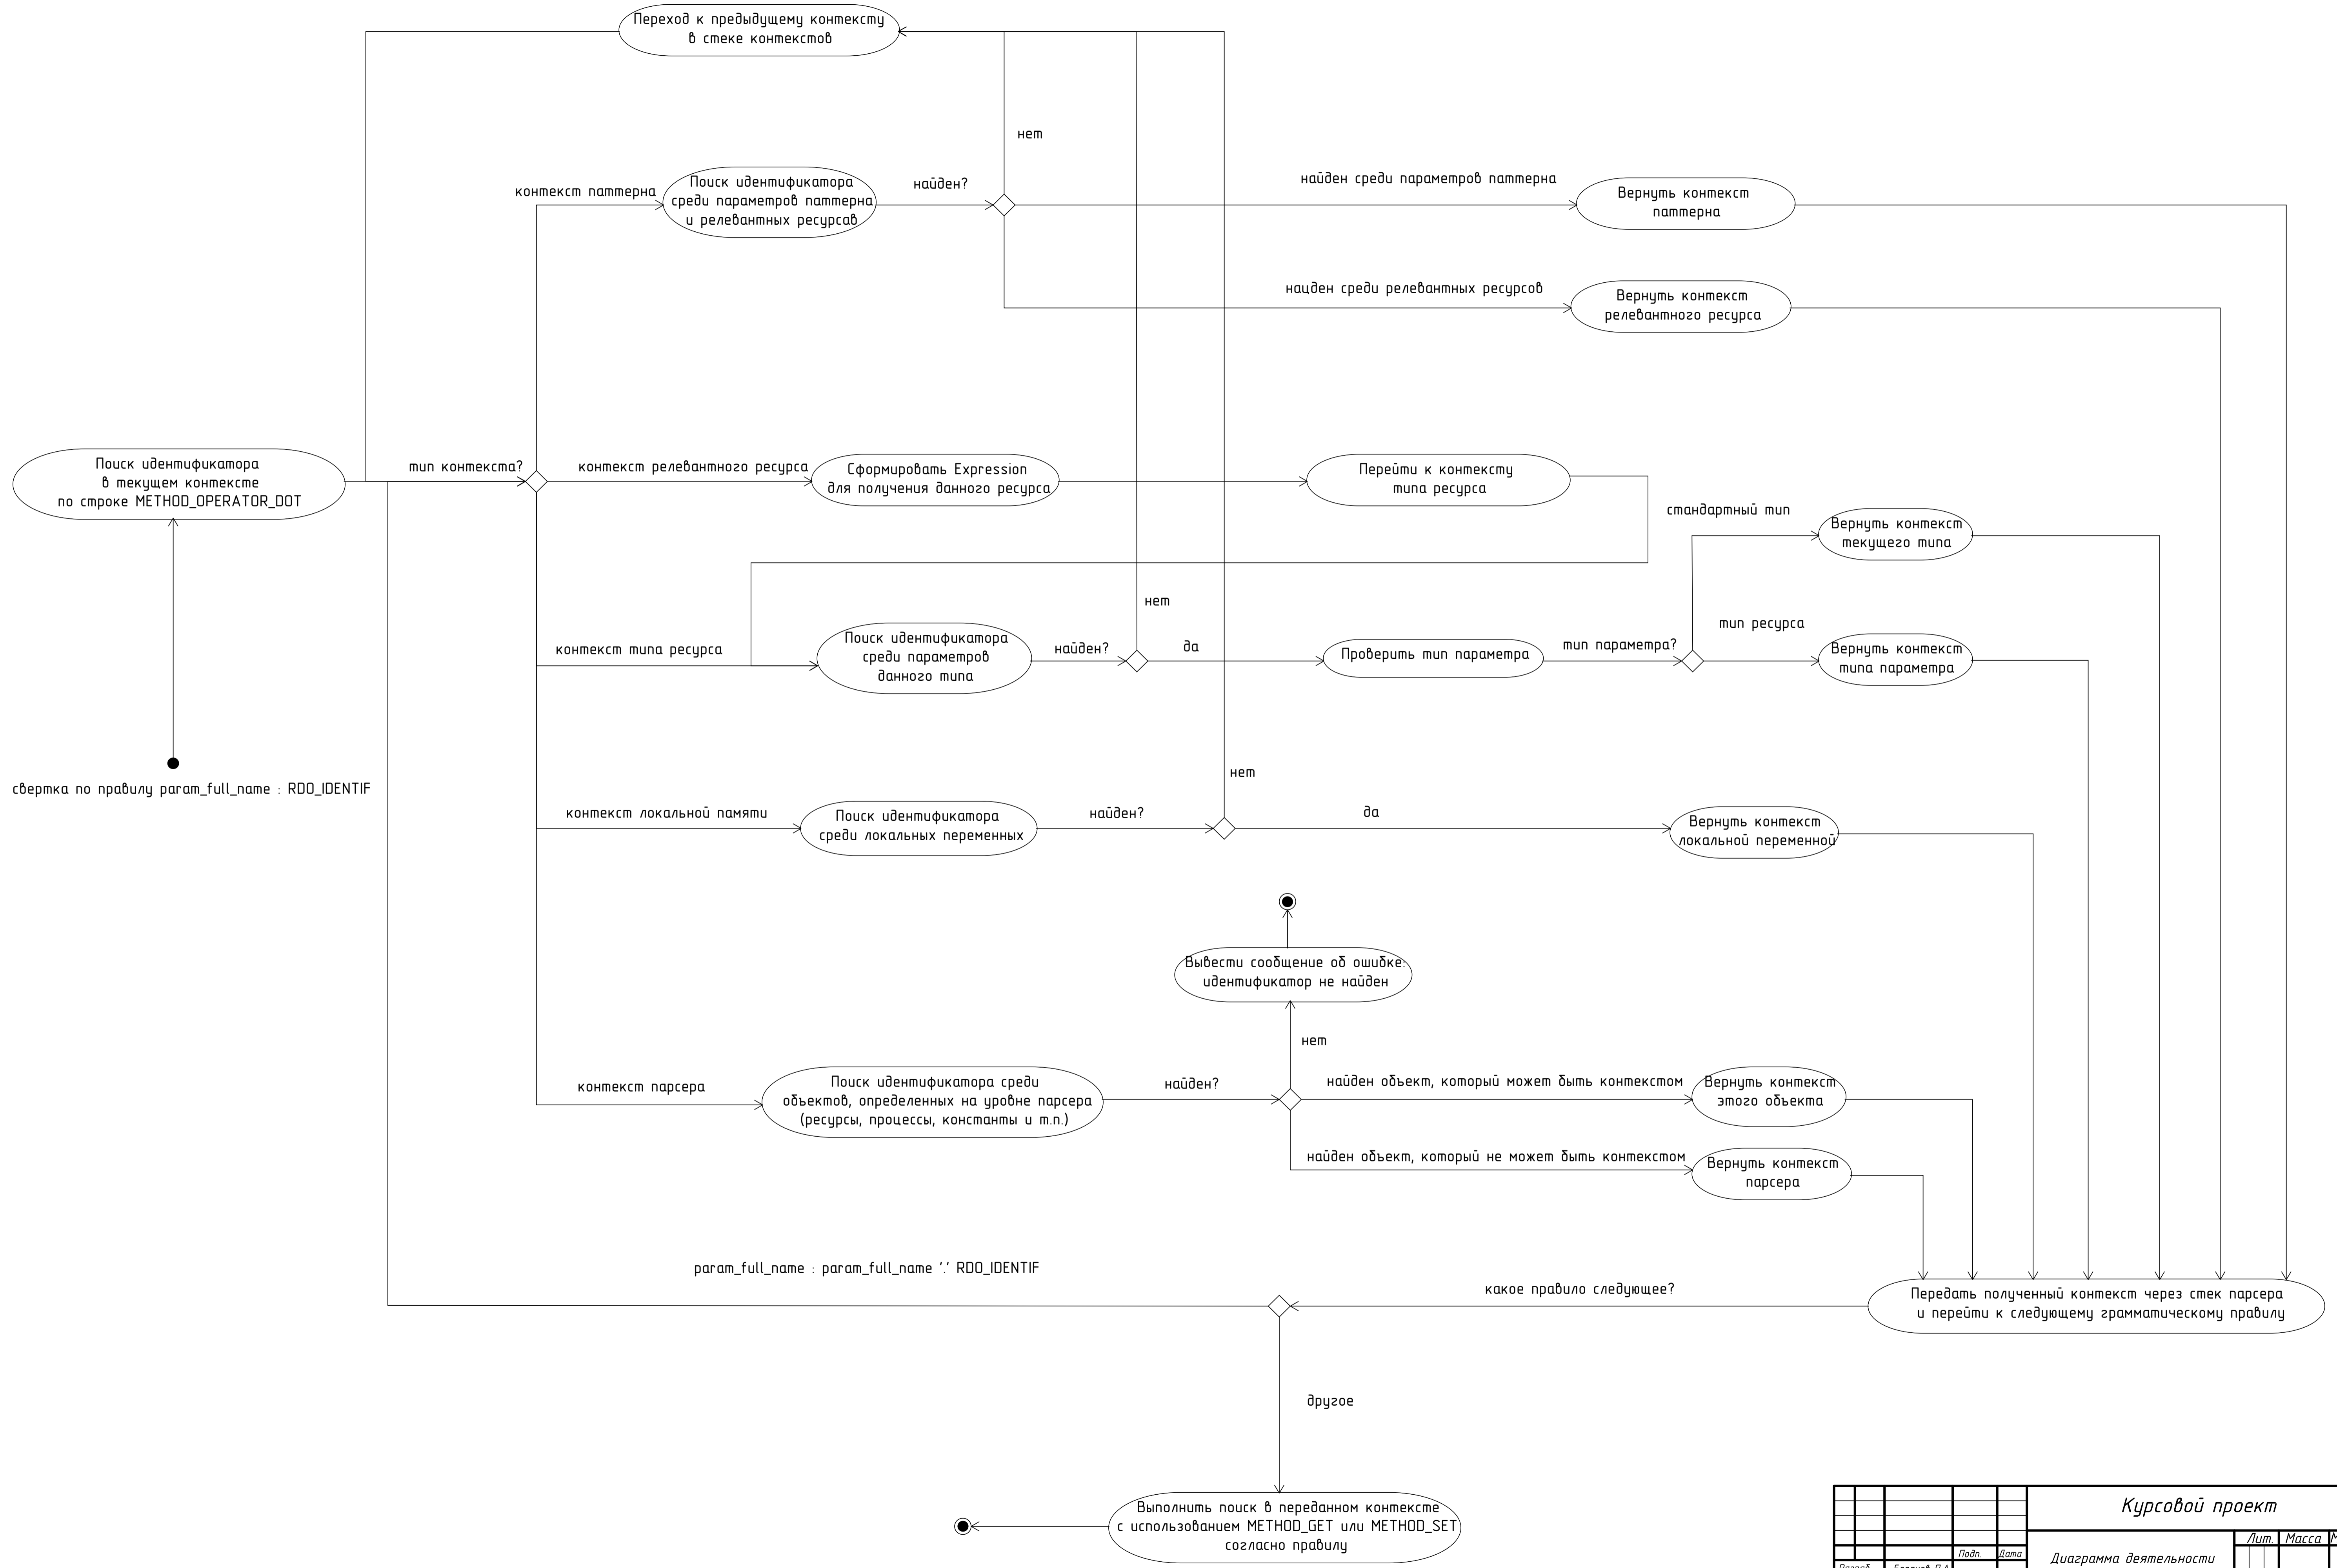 Переход к предыдущему контексту
в стеке контекстов
нет
контекст паттерна
Поиск идентификатора
среди параметров паттерна
и релевантных ресурсав
найден?
найден среди параметров паттерна
Вернуть контекст
паттерна
нацден среди релевантных ресурсов
Вернуть контекст
релевантного ресурса
Поиск идентификатора
в текущем контексте
по строке METHOD_OPERATOR_DOT
тип контекста?
контекст релевантного ресурса
Сформировать Expression
для получения данного ресурса
Перейти к контексту
типа ресурса
стандартный тип
Вернуть контекст
текущего типа
нет
контекст типа ресурса
Поиск идентификатора
среди параметров
данного типа
найден?
да
Проверить тип параметра
тип параметра?
тип ресурса
Вернуть контекст
типа параметра
свертка по правилу param_full_name : RDO_IDENTIF
нет
контекст локальной памяти
Поиск идентификатора
среди локальных переменных
найден?
да
Вернуть контекст
локальной переменной
Вывести сообщение об ошибке:
идентификатор не найден
нет
контекст парсера
Поиск идентификатора среди
объектов, определенных на уровне парсера
(ресурсы, процессы, константы и т.п.)
найден?
найден объект, который может быть контекстом
Вернуть контекст
этого объекта
найден объект, который не может быть контекстом
Вернуть контекст
парсера
param_full_name : param_full_name '.' RDO_IDENTIF
какое правило следующее?
Передать полученный контекст через стек парсера
и перейти к следующему грамматическому правилу
другое
Выполнить поиск в переданном контексте
с использованием METHOD_GET или METHOD_SET
согласно правилу
Курсовой проект
Лит. Масса
Подп. Дата
Диаграмма деятельности